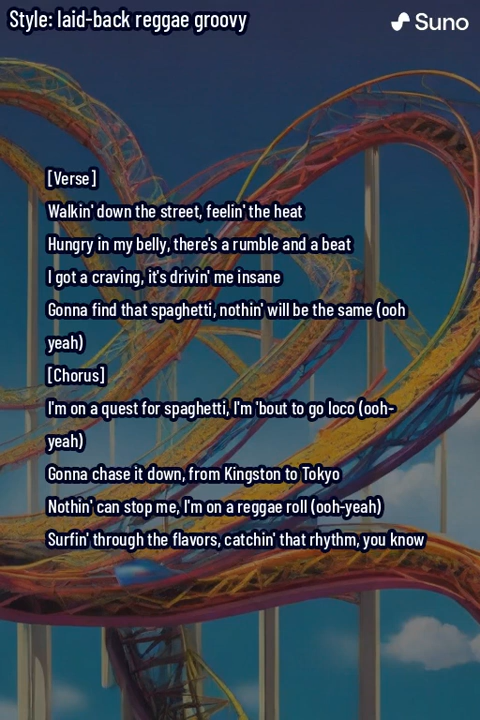 Style: laid-back reggae groovy
Suno
[Verse]
Walkin' down the street, feelin' the heat
Hungry in my belly, there's a rumble and a beat
I got a craving, it's drivin' me insane
Gonna find that spaghetti, nothin' will be the same (ooh
yeah)
[Chorus]
I'm on a quest for spaghetti, I'm 'bout to go loco (ooh-
yeah)
Gonna chase it down, from Kingston to Tokyo
Nothin' can stop me, I'm on a reggae roll (ooh-yeah)
Surfin' through the flavors, catchin' that rhythm, you know